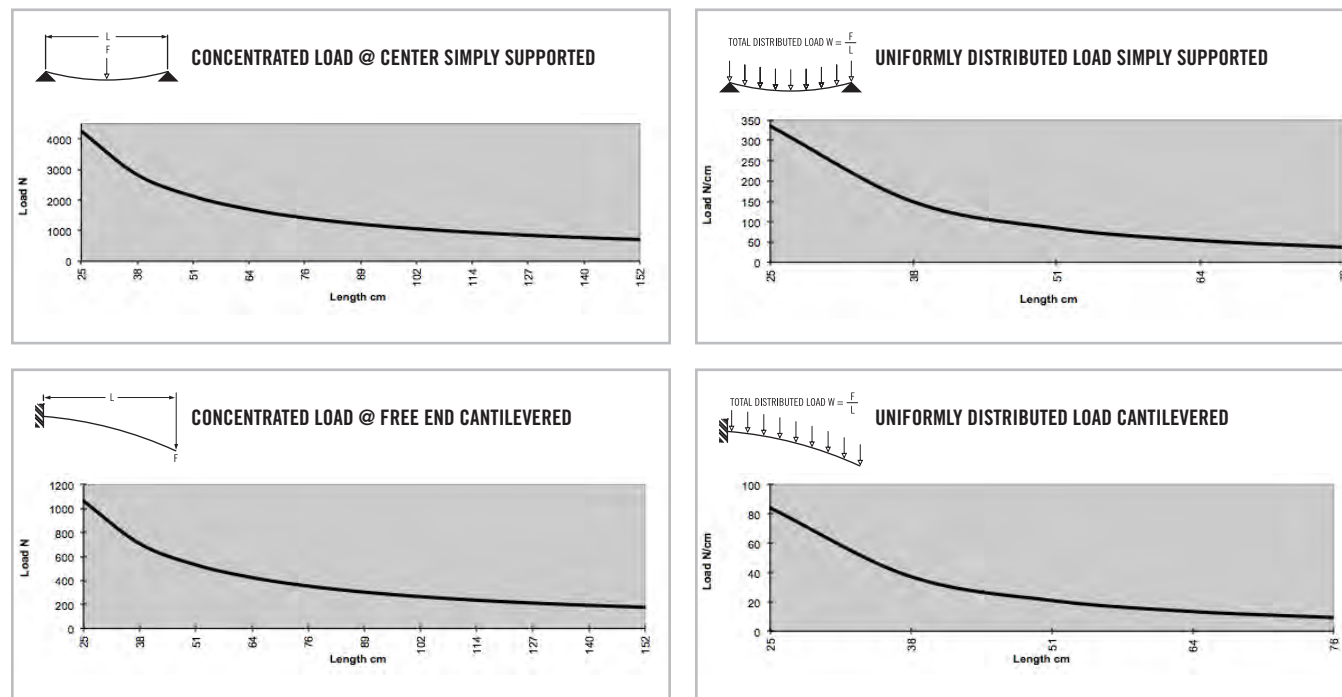 L
F
CONCENTRATED LOAD @ CENTER SIMPLY SUPPORTED
4000
3000
2000
1000
0
Load N
25 38 51 64 76 89 102 114 127 140 152
Length cm
TOTAL DISTRIBUTED LOAD W = F
L
UNIFORMLY DISTRIBUTED LOAD SIMPLY SUPPORTED
350
300
250
200
150
100
50
0
Load N/cm
25 38 51 64
Length cm
L
F
CONCENTRATED LOAD @ FREE END CANTILEVERED
1200
1000
800
600
400
200
0
Load N
25 38 51 64 76 89 102 114 127 140 152
Length cm
TOTAL DISTRIBUTED LOAD W = F
L
UNIFORMLY DISTRIBUTED LOAD CANTILEVERED
100
80
60
40
20
0
Load N/cm
25 38 51 64 76
Length cm